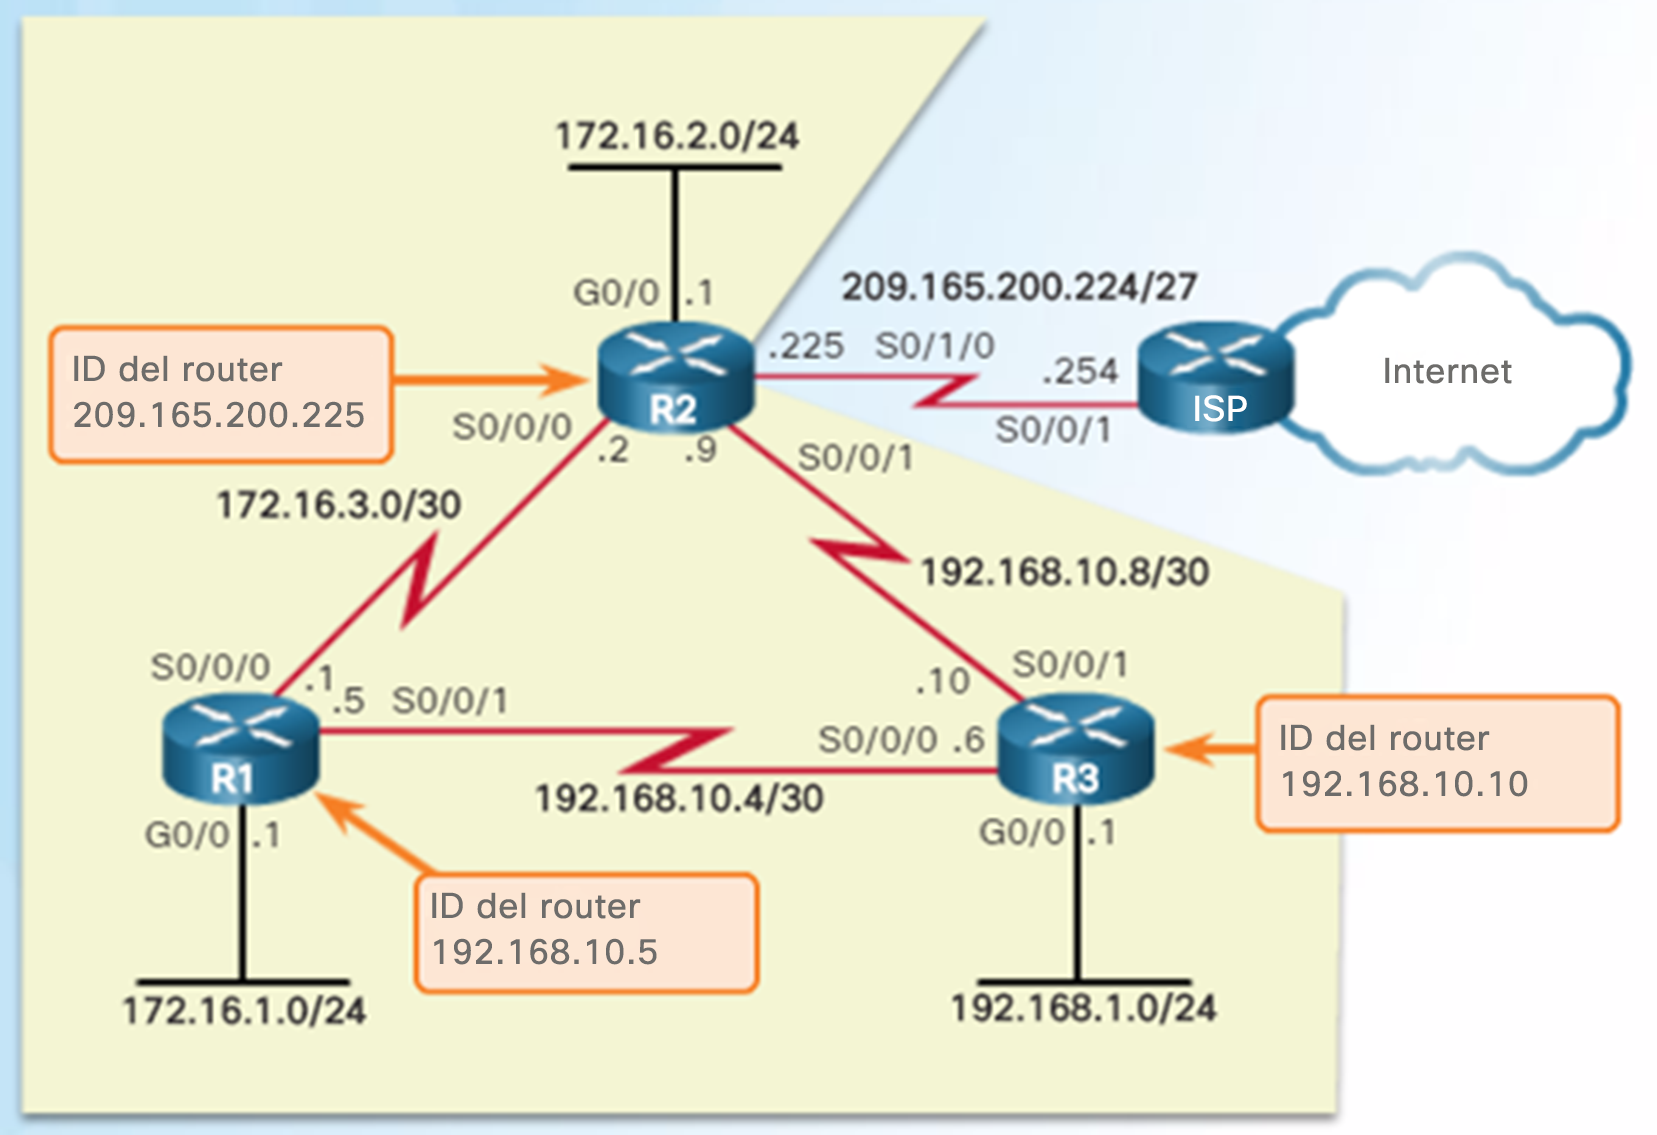 172.16.2.0/24
G0/0 .1
209.165.200.224/27
.225 S0/1/0
.254
S0/0/1
ISP
Internet
ID del router
209.165.200.225
R2
S0/0/0
.2 .9
S0/0/1
172.16.3.0/30
192.168.10.8/30
S0/0/0
.1
.5 S0/0/1
R1
192.168.10.4/30
S0/0/1
.10
S0/0/0 .6
R3
ID del router
192.168.10.10
G0/0 .1
ID del router
192.168.10.5
172.16.1.0/24
G0/0 .1
192.168.1.0/24